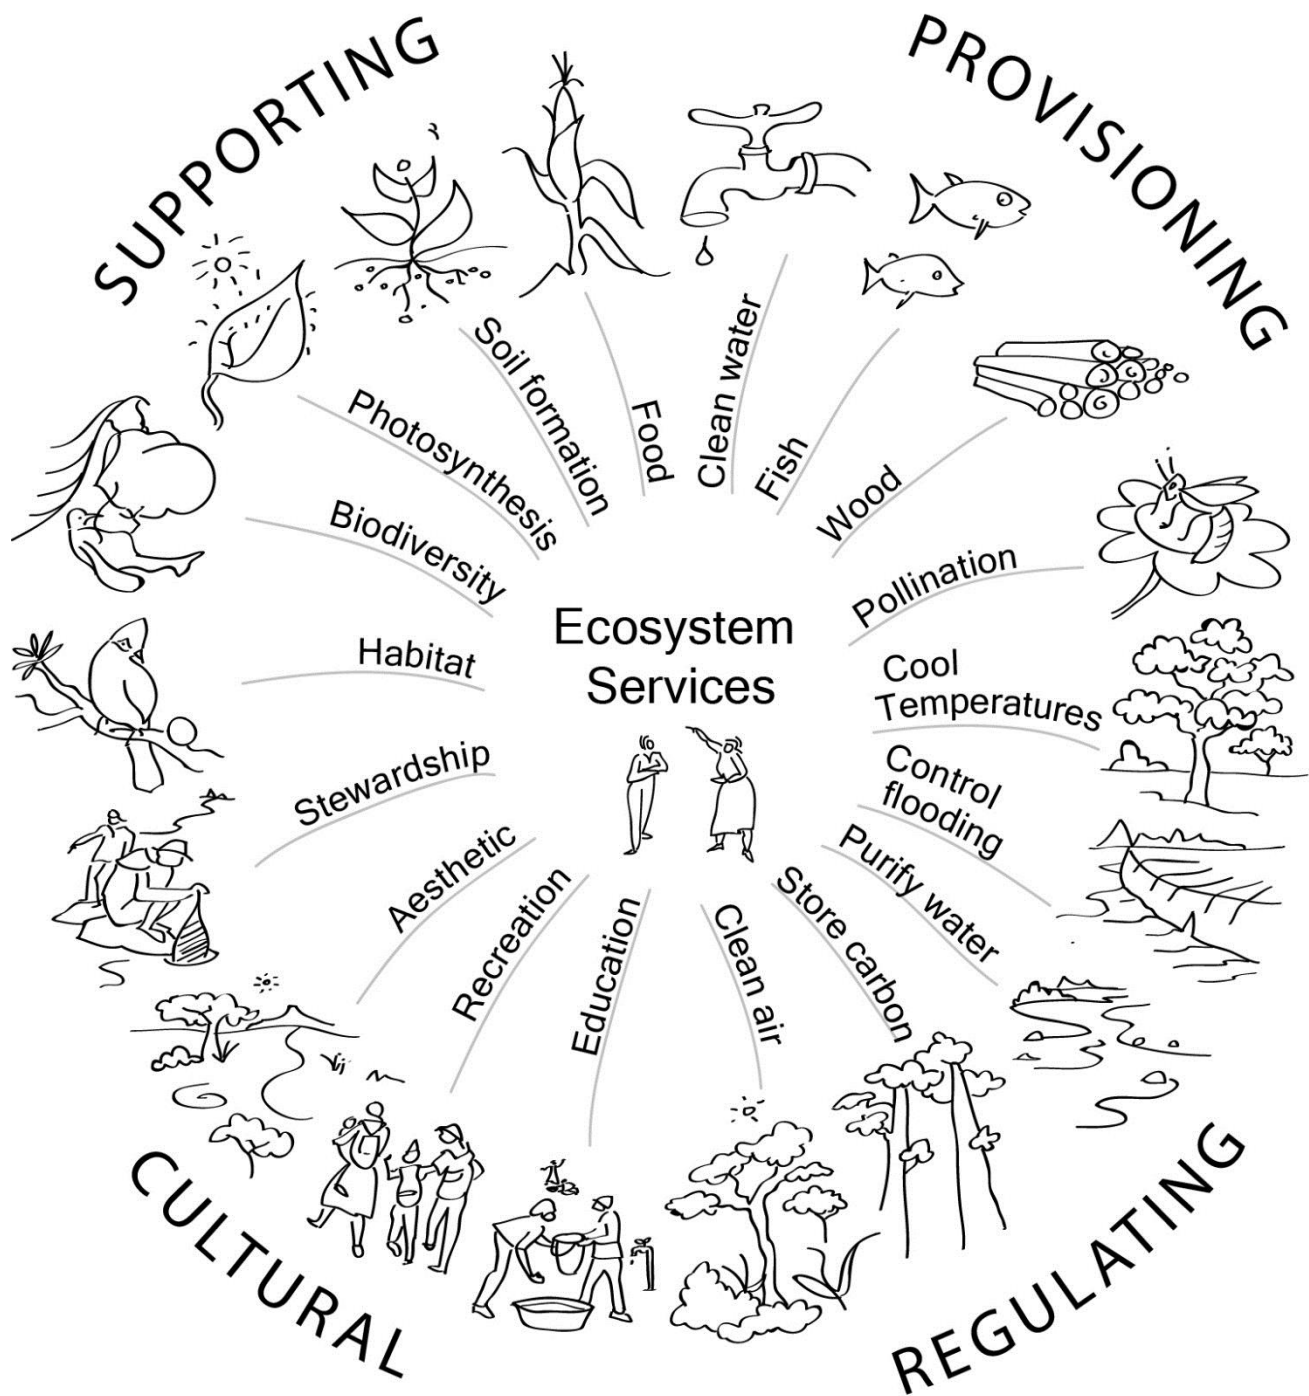 SUPPORTING
PROVISIONING
Soil formation
Food
Clean water
Fish
Wood
Photosynthesis
Biodiversity
Habitat
Pollination
Cool
Temperatures
Ecosystem
Services
Control
flooding
Purify water
Store carbon
Clean air
Education
Recreation
Aesthetic
Stewardship
CULTURAL
REGULATING